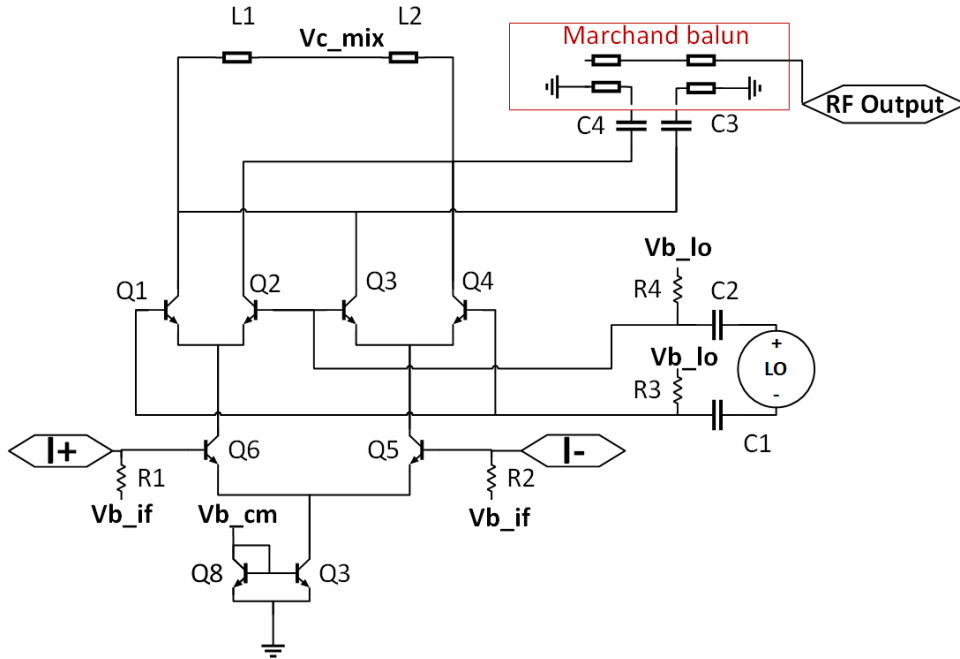 L1
L2
Vc_mix
Marchand balun
RF Output
C4
C3
Vb_lo
Q1
Q2
Q3
Q4
R4
C2
Vb_lo
+
LO
-
R3
C1
I+
Q6
Q5
I-
R1
R2
Vb_if
Vb_cm
Vb_if
Q8
Q3